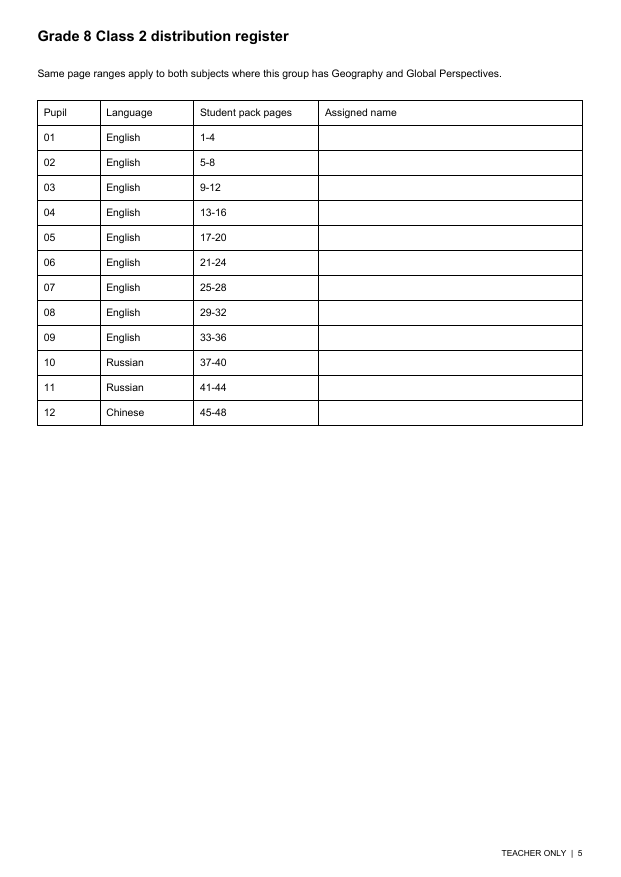 Grade 8 Class 2 distribution register
Same page ranges apply to both subjects where this group has Geography and Global Perspectives.
Pupil Language Student pack pages Assigned name
01 English 1-4
02 English 5-8
03 English 9-12
04 English 13-16
05 English 17-20
06 English 21-24
07 English 25-28
08 English 29-32
09 English 33-36
10 Russian 37-40
11 Russian 41-44
12 Chinese 45-48
TEACHER ONLY | 5